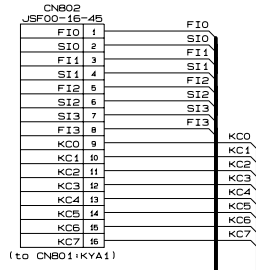 CN802
JSF00-16-45
FI0 1 FI0
SI0 2 SI0
FI1 3 FI1
SI1 4 SI1
FI2 5 FI2
SI2 6 SI2
SI3 7 SI3
FI3 8 FI3
KC0 9 KC0
KC1 10 KC1
KC2 11 KC2
KC3 12 KC3
KC4 13 KC4
KC5 14 KC5
KC6 15 KC6
KC7 16 KC7
(to CN801:KYA1)